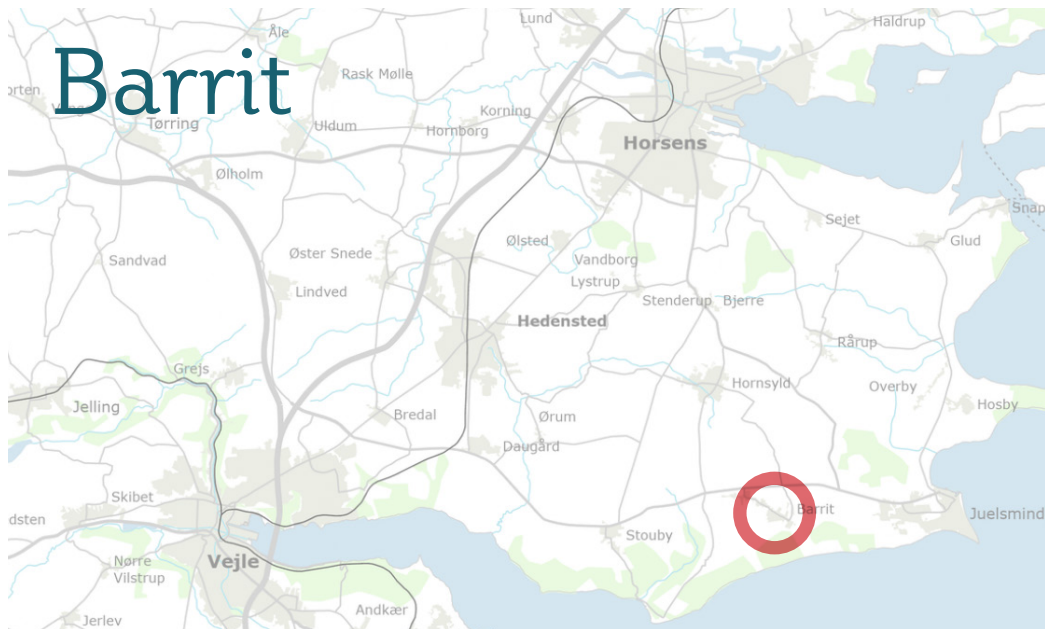 Barrit
Lund
Haldrup
Åle
Rask Mølle
Korning
Tørring
Uldum
Hornborg
Horsens
Ølholm
Snap
Sejet
Glud
Ølsted
Øster Snede
Vandborg
Sandvad
Lystrup
Lindved
Stenderup
Bjerre
Hedensted
Rårup
Grejs
Hornsyld
Overby
Jelling
Hosby
Bredal
Ørum
Daugård
Skibet
Barrit
Juelsmind
dsten
Stouby
Nørre
Vilstrup
Vejle
Andkær
Jerlev